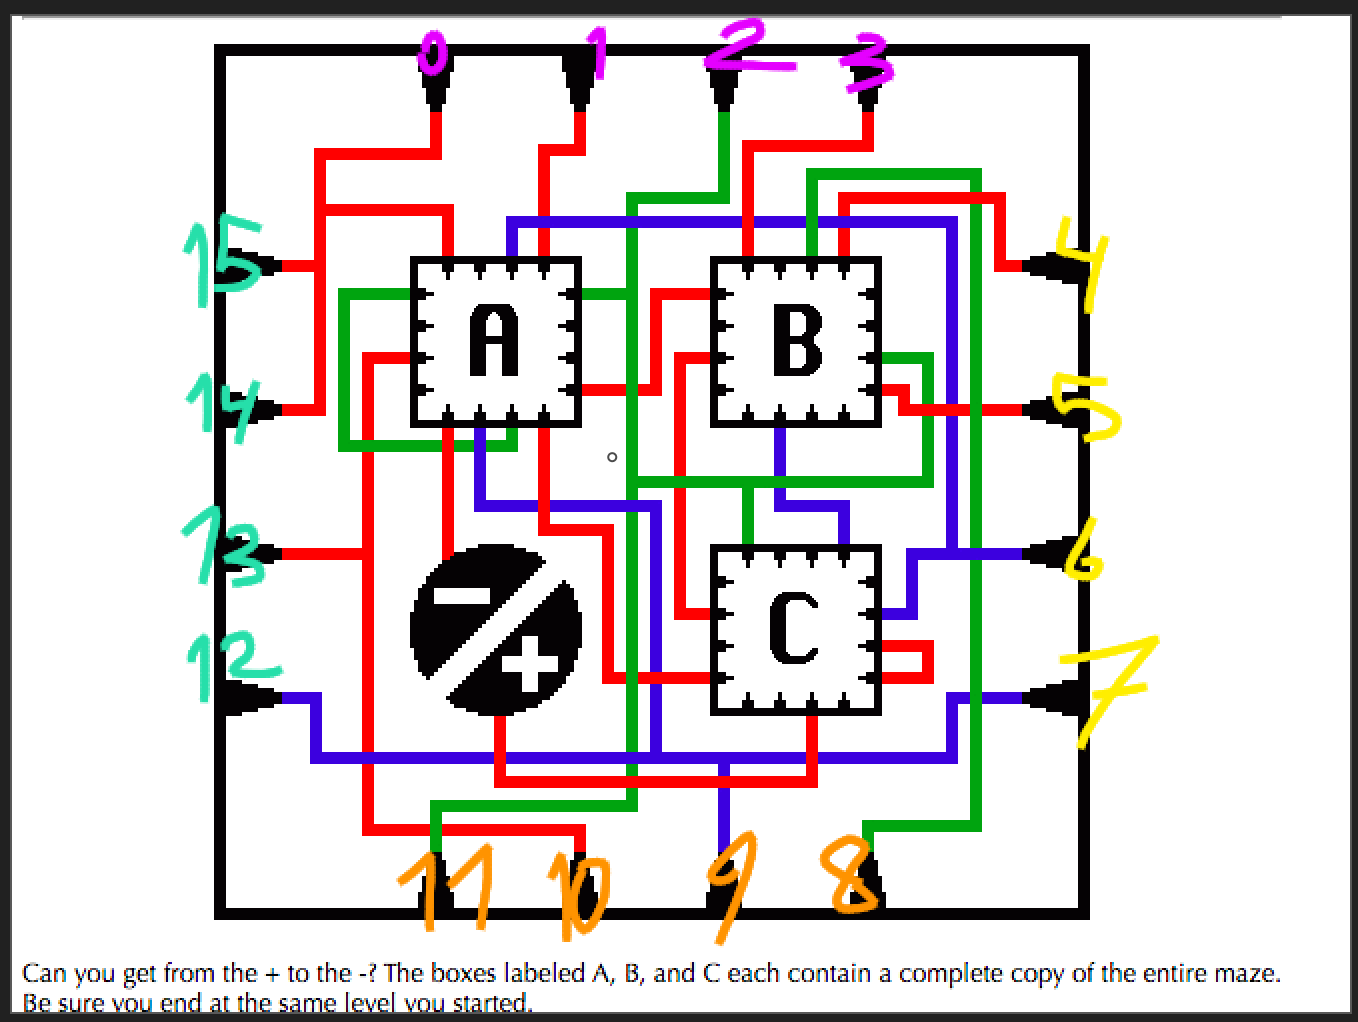 0 1 2 3
15 4
A B
14 5
13 6
- C
+
12 7
11 10 9 8
Can you get from the + to the -? The boxes labeled A, B, and C each contain a complete copy of the entire maze.
Be sure you end at the same level you started.